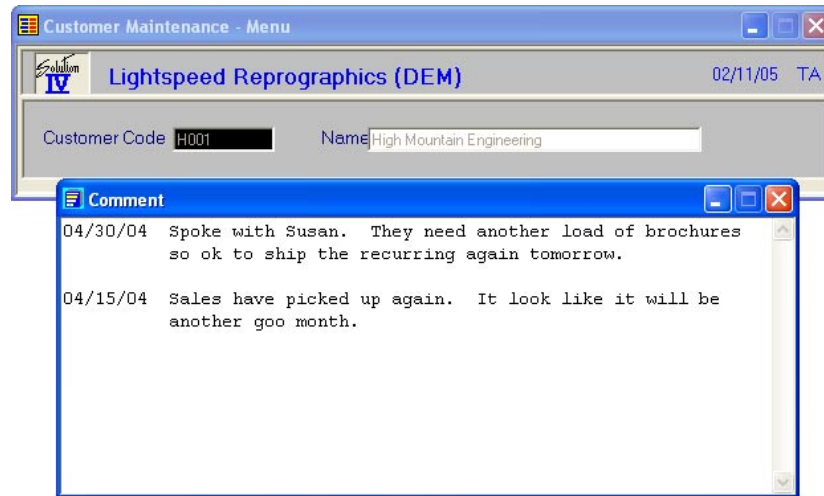 Customer Maintenance - Menu
Solution IV
Lightspeed Reprographics (DEM) 02/11/05 TA
Customer Code H001 Name High Mountain Engineering
Comment
04/30/04 Spoke with Susan. They need another load of brochures
so ok to ship the recurring again tomorrow.
04/15/04 Sales have picked up again. It look like it will be
another goo month.